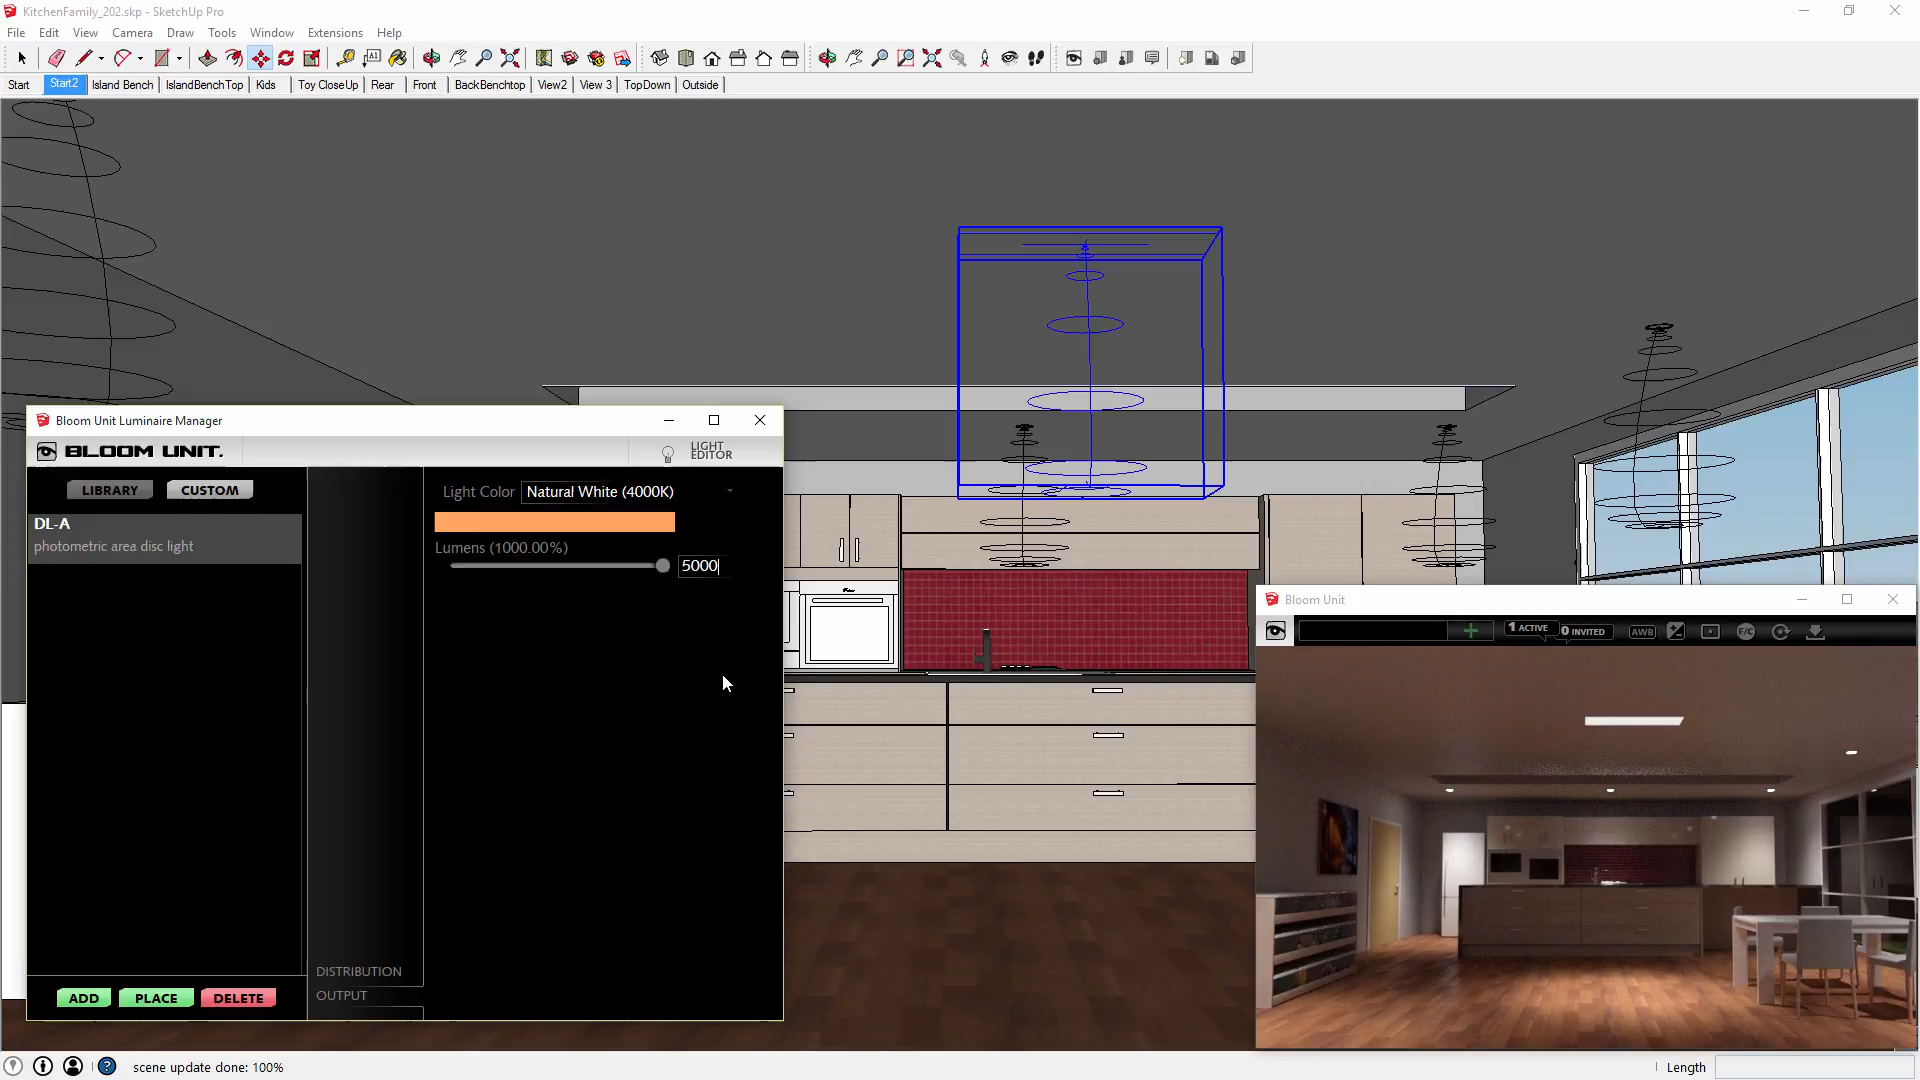 KitchenFamily_202.skp - SketchUp Pro
File Edit View Camera Draw Tools Window Extensions Help
A1
Start Start2 Island Bench IslandBenchTop Kids Toy CloseUp Rear Front BackBenchtop View2 View 3 TopDown Outside
Bloom Unit Luminaire Manager
BLOOM UNIT.
LIGHT
EDITOR
LIBRARY CUSTOM
Light Color Natural White (4000K)
DL-A
photometric area disc light
Lumens (1000.00%)
5000
DISTRIBUTION
OUTPUT
ADD PLACE DELETE
Bloom Unit
1 ACTIVE 0 INVITED AWB F/C
scene update done: 100%
Length